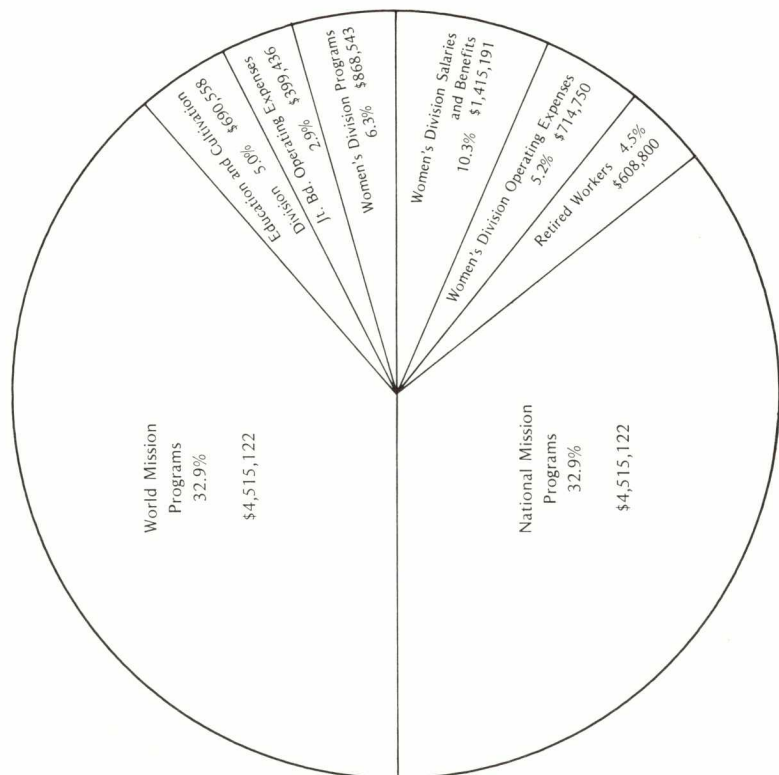 Education and Cultivation
Division 5.0% $690,558
Jt. Bd. Operating Expenses
2.9% $399,436
Women's Division Programs
6.3% $868,543
Women's Division Salaries
and Benefits
10.3% $1,415,191
Women's Division Operating Expenses
5.2% $714,750
Retired Workers 4.5%
$608,800
World Mission
Programs
32.9%
$4,515,122
National Mission
Programs
32.9%
$4,515,122